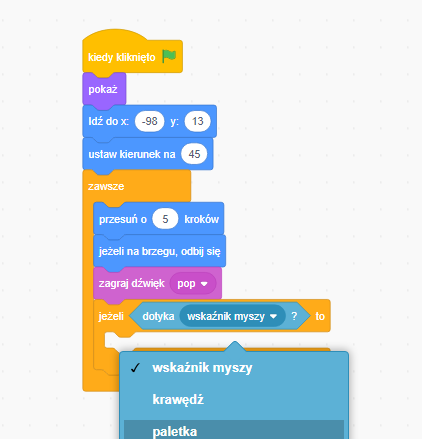 kiedy kliknięto
pokaż
Idź do x: -98 y: 13
ustaw kierunek na 45
zawsze
przesuń o 5 kroków
jeżeli na brzegu, odbij się
zagraj dźwięk pop
jeżeli dotyka wskaźnik myszy ? to
✓ wskaźnik myszy
krawędź
paletka